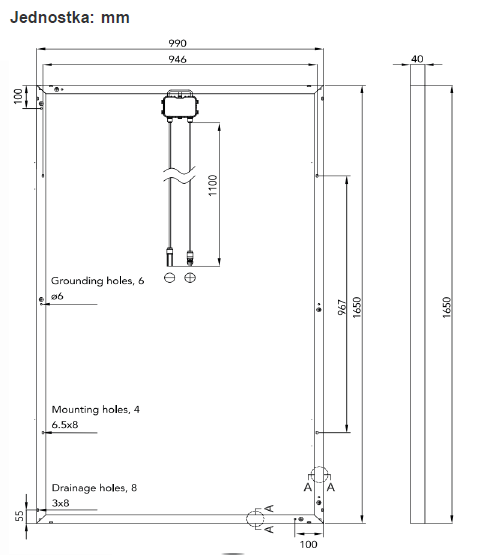 Jednostka: mm
990
946
40
100
1100
Grounding holes, 6
ø6
967
1650
1650
Mounting holes, 4
6.5x8
A A
Drainage holes, 8
3x8
A
A
55
100